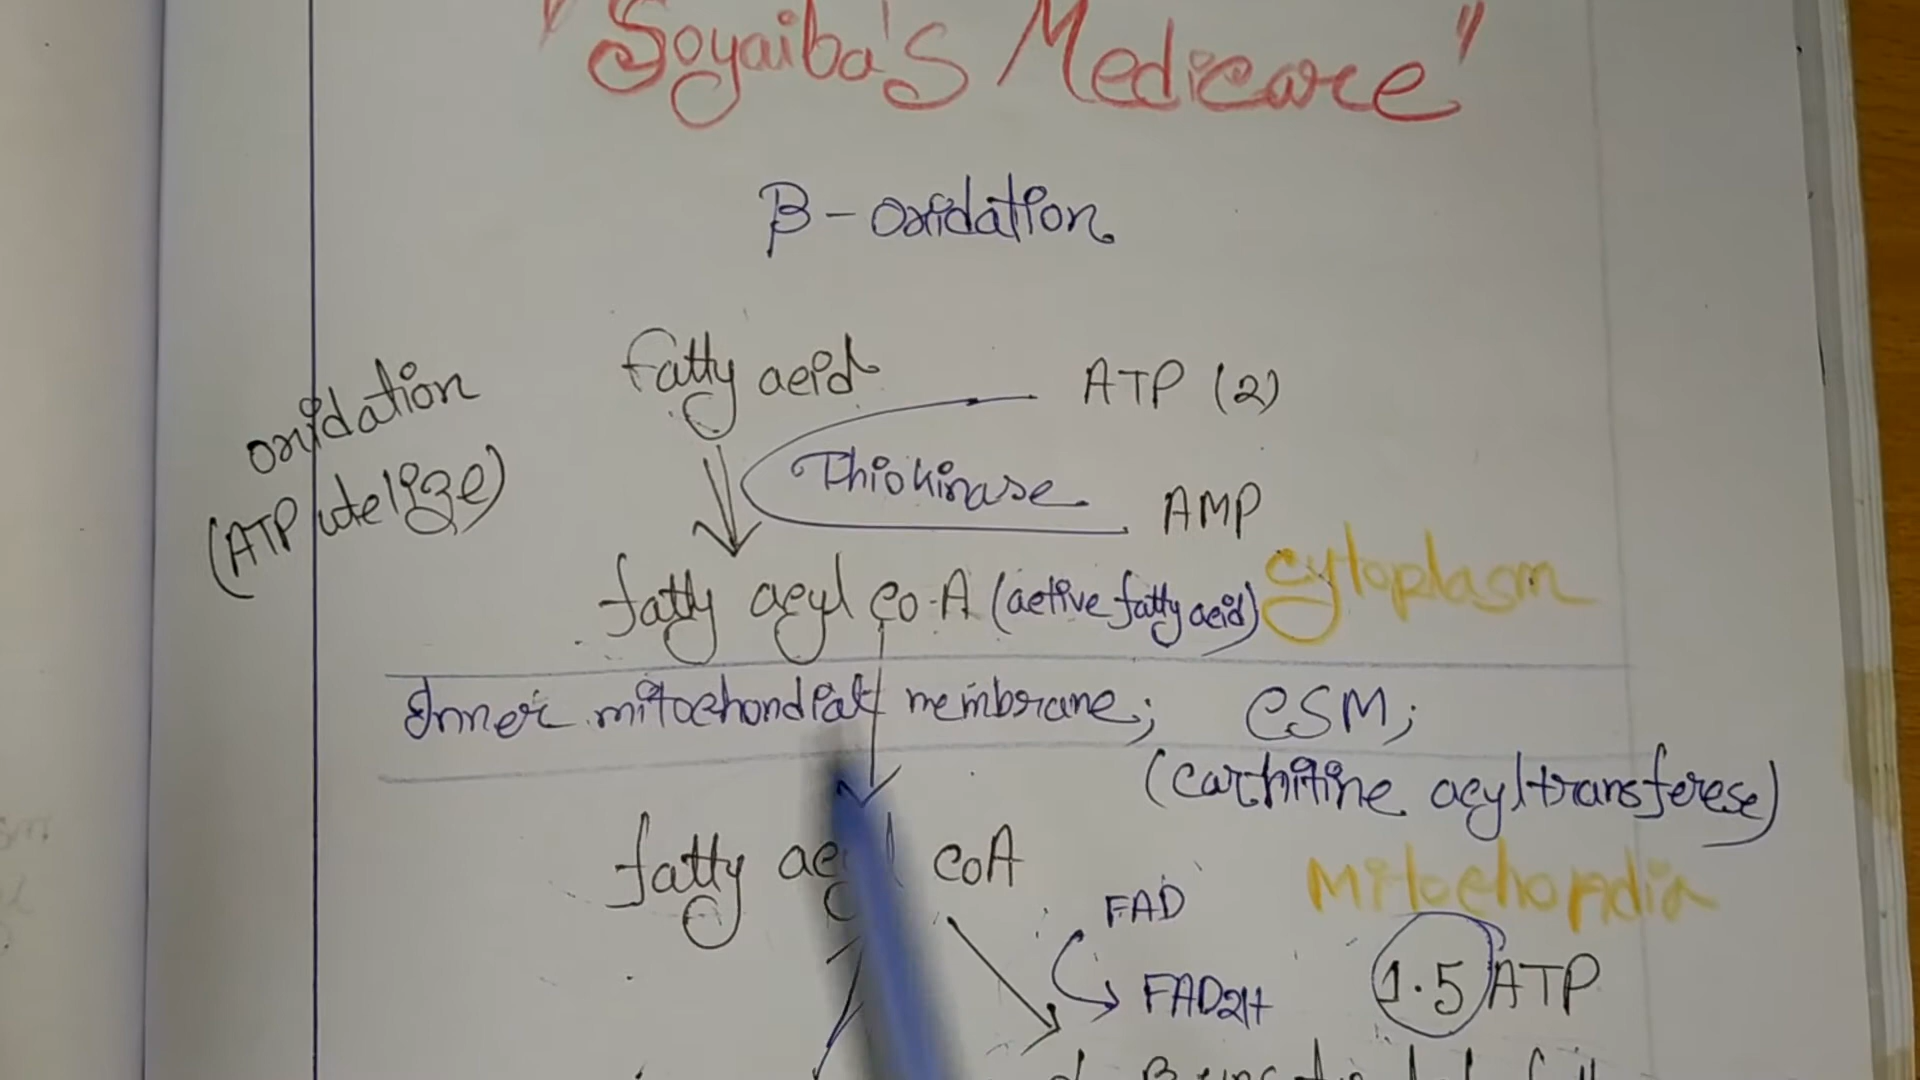 "Soyaiba's Medicare"
β - oxidation
fatty acid
ATP (2)
oxidation
(ATP utelize)
Thiokinase
AMP
fatty acyl co-A (active fatty acid)
cytoplasm
Inner mitochondrial membrane; CSM;
(carnitine acyltransferese)
fatty coA
Mitochondia
FAD
FAD2H
1.5 ATP